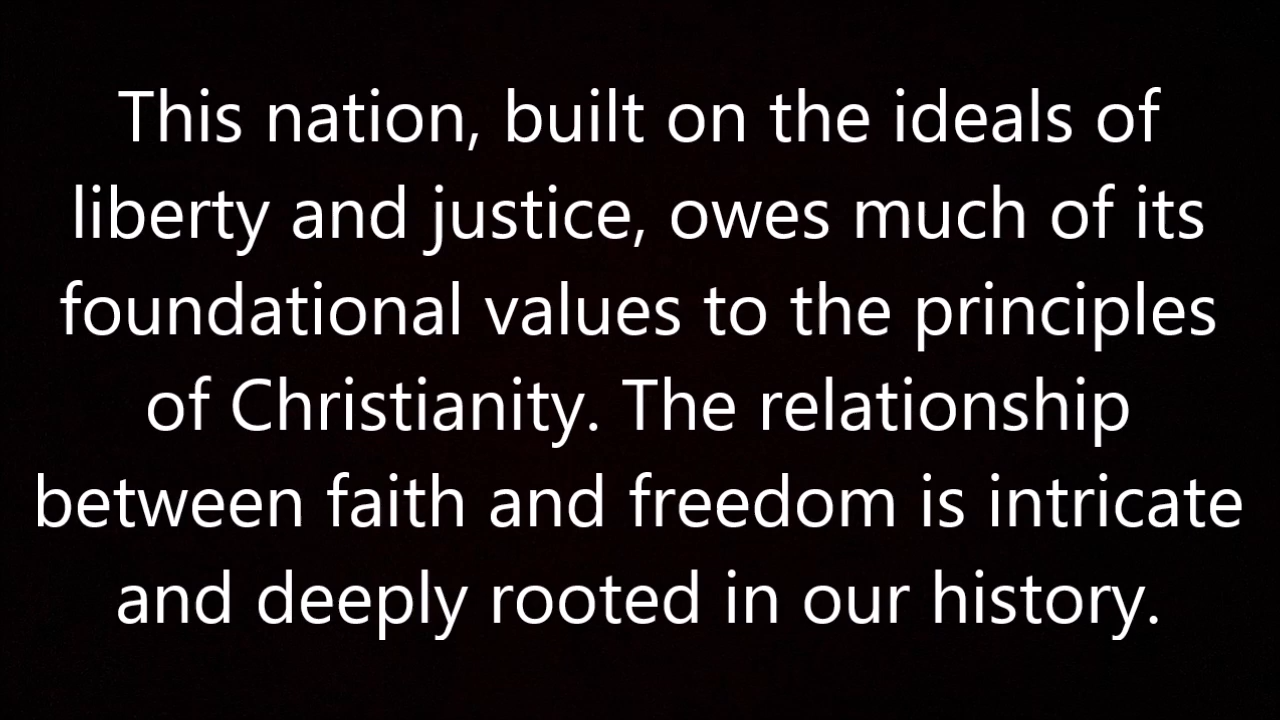 This nation, built on the ideals of
liberty and justice, owes much of its
foundational values to the principles
of Christianity. The relationship
between faith and freedom is intricate
and deeply rooted in our history.